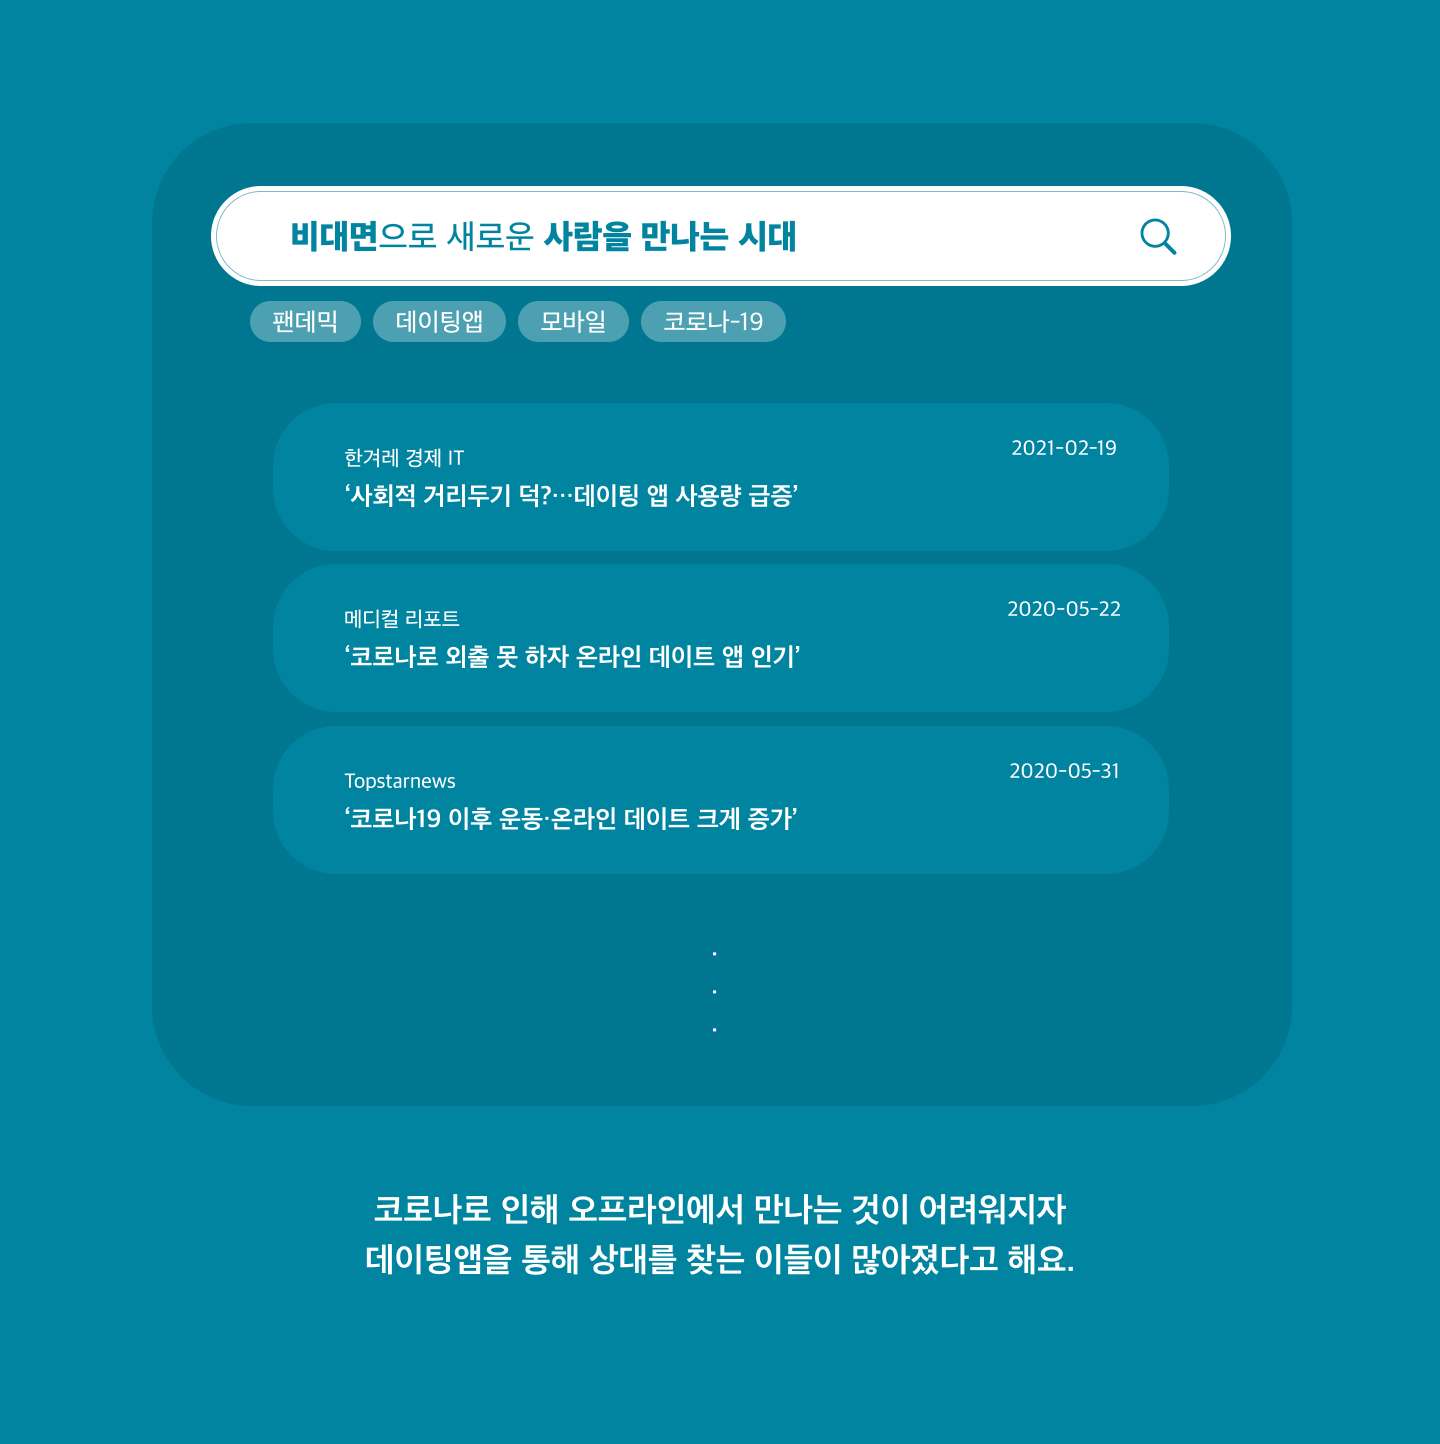 비대면으로 새로운 사람을 만나는 시대
팬데믹 데이팅앱 모바일 코로나-19
2021-02-19
한겨레 경제 IT
‘사회적 거리두기 덕?…데이팅 앱 사용량 급증’
2020-05-22
메디컬 리포트
‘코로나로 외출 못 하자 온라인 데이트 앱 인기’
2020-05-31
Topstarnews
‘코로나19 이후 운동·온라인 데이트 크게 증가’
.
.
.
코로나로 인해 오프라인에서 만나는 것이 어려워지자
데이팅앱을 통해 상대를 찾는 이들이 많아졌다고 해요.